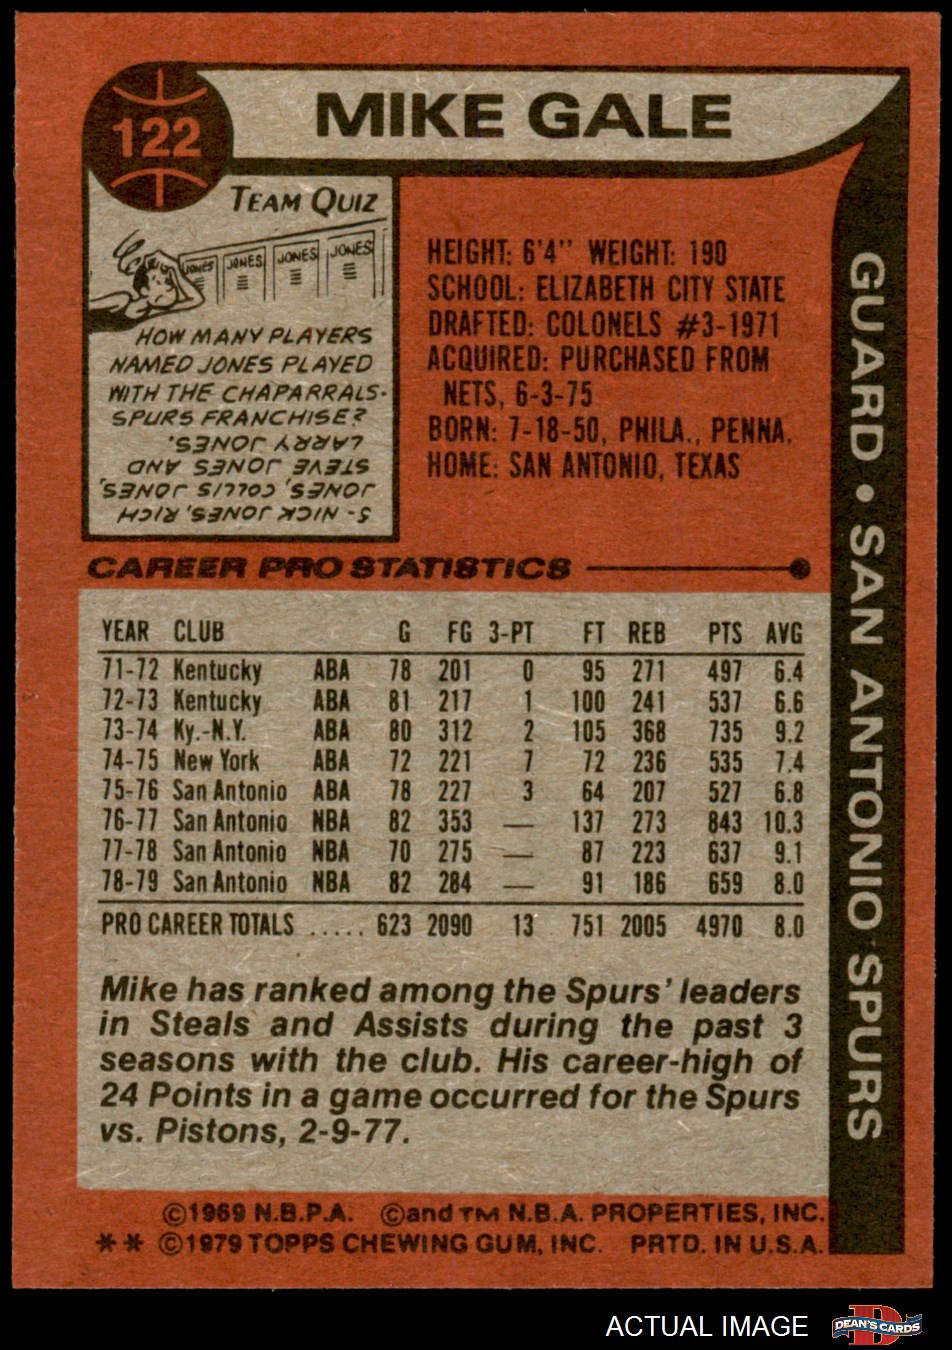 122
MIKE GALE
TEAM QUIZ
JONES JONES JONES JONES
HOW MANY PLAYERS
NAMED JONES PLAYED
WITH THE CHAPARRALS-
SPURS FRANCHISE?
5- NICK JONES, RICH
JONES, COLLIS JONES,
STEVE JONES AND
LARRY JONES.
HEIGHT: 6'4" WEIGHT: 190
SCHOOL: ELIZABETH CITY STATE
DRAFTED: COLONELS #3-1971
ACQUIRED: PURCHASED FROM
NETS, 6-3-75
BORN: 7-18-50, PHILA., PENNA.
HOME: SAN ANTONIO, TEXAS
GUARD • SAN ANTONIO SPURS
CAREER PRO STATISTICS
YEAR CLUB G FG 3-PT FT REB PTS AVG
71-72 Kentucky ABA 78 201 0 95 271 497 6.4
72-73 Kentucky ABA 81 217 1 100 241 537 6.6
73-74 Ky.-N.Y. ABA 80 312 2 105 368 735 9.2
74-75 New York ABA 72 221 7 72 236 535 7.4
75-76 San Antonio ABA 78 227 3 64 207 527 6.8
76-77 San Antonio NBA 82 353 — 137 273 843 10.3
77-78 San Antonio NBA 70 275 — 87 223 637 9.1
78-79 San Antonio NBA 82 284 — 91 186 659 8.0
PRO CAREER TOTALS ..... 623 2090 13 751 2005 4970 8.0
Mike has ranked among the Spurs' leaders
in Steals and Assists during the past 3
seasons with the club. His career-high of
24 Points in a game occurred for the Spurs
vs. Pistons, 2-9-77.
©1969 N.B.P.A. ©and TM N.B.A. PROPERTIES, INC.
** ©1979 TOPPS CHEWING GUM, INC. PRTD. IN U.S.A.
ACTUAL IMAGE
DEAN'S CARDS